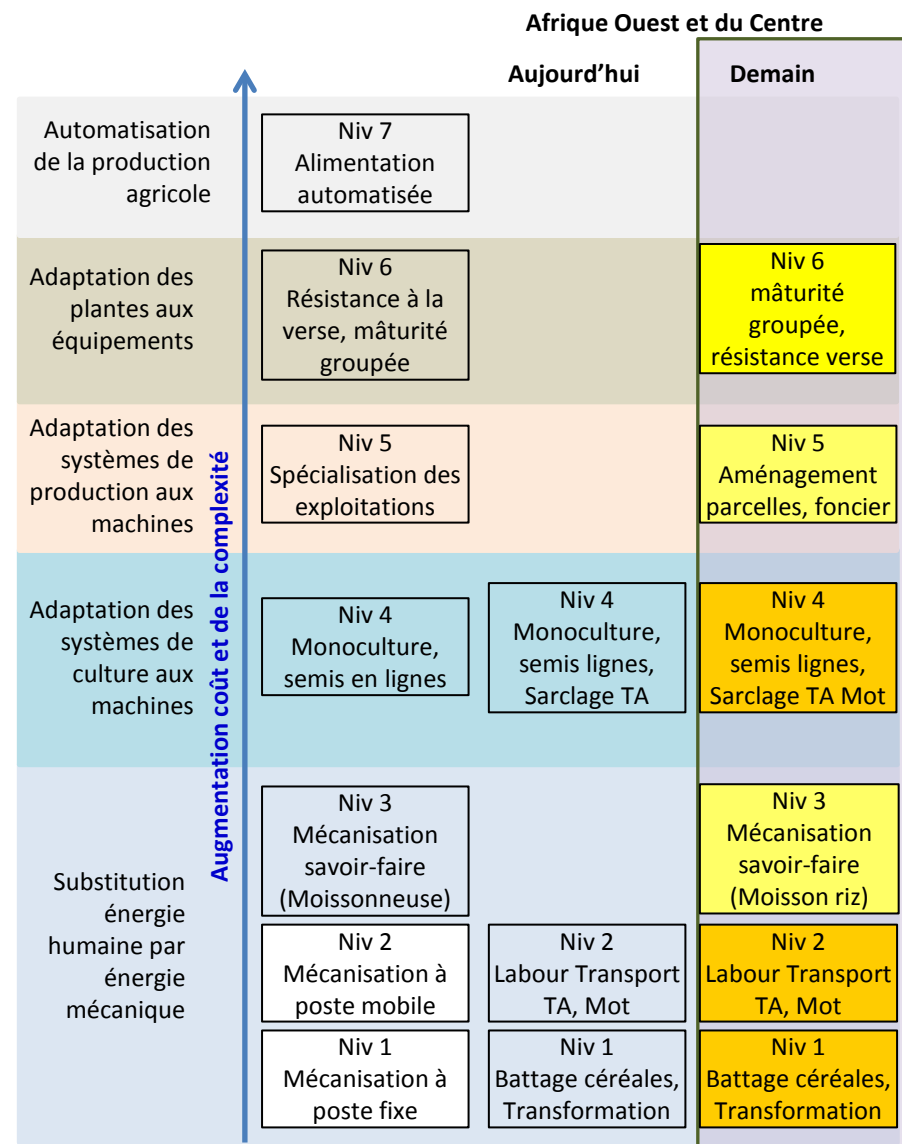 Afrique Ouest et du Centre
Aujourd'hui
Demain
Augmentation coût et de la complexité
Automatisation
de la production
agricole
Niv 7
Alimentation
automatisée
Adaptation des
plantes aux
équipements
Niv 6
Résistance à la
verse, mâturité
groupée
Niv 6
mâturité
groupée,
résistance verse
Adaptation des
systèmes de
production aux
machines
Niv 5
Spécialisation des
exploitations
Niv 5
Aménagement
parcelles, foncier
Adaptation des
systèmes de
culture aux
machines
Niv 4
Monoculture,
semis en lignes
Niv 4
Monoculture,
semis lignes,
Sarclage TA
Niv 4
Monoculture,
semis lignes,
Sarclage TA Mot
Substitution
énergie
humaine par
énergie
mécanique
Niv 3
Mécanisation
savoir-faire
(Moissonneuse)
Niv 3
Mécanisation
savoir-faire
(Moisson riz)
Niv 2
Mécanisation à
poste mobile
Niv 2
Labour Transport
TA, Mot
Niv 2
Labour Transport
TA, Mot
Niv 1
Mécanisation à
poste fixe
Niv 1
Battage céréales,
Transformation
Niv 1
Battage céréales,
Transformation